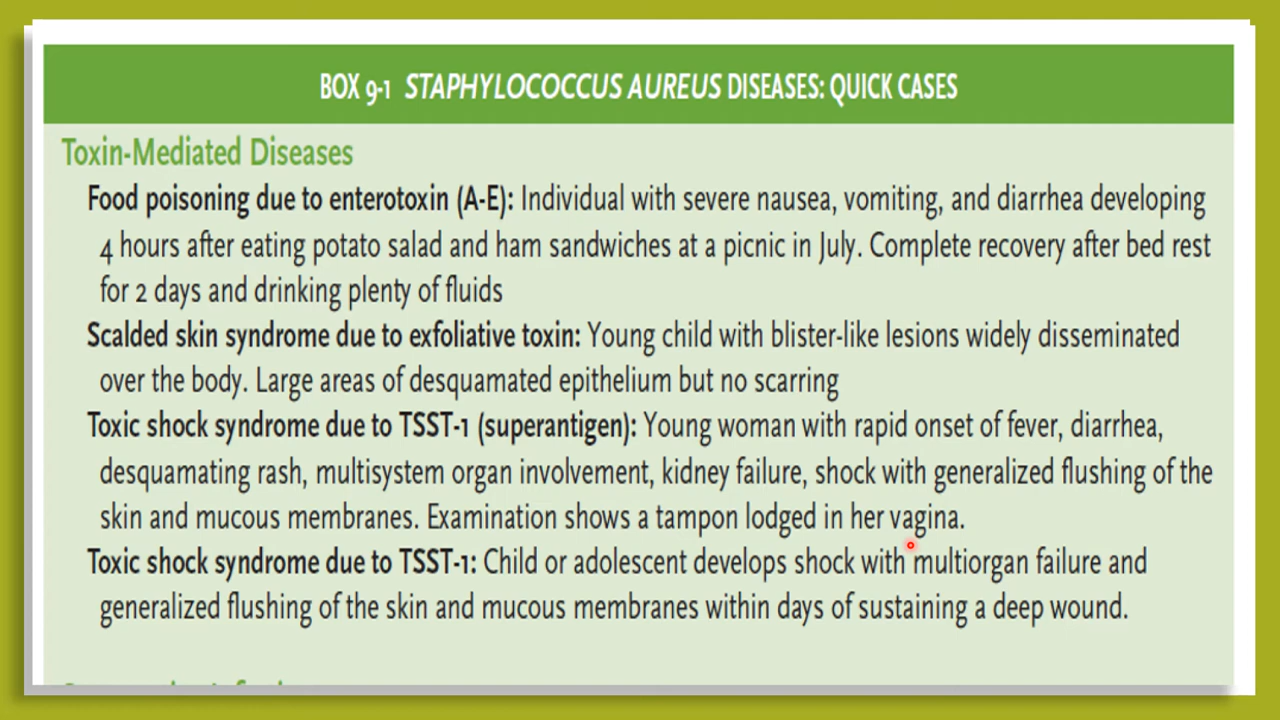 BOX 9-1 STAPHYLOCOCCUS AUREUS DISEASES: QUICK CASES
Toxin-Mediated Diseases
Food poisoning due to enterotoxin (A-E): Individual with severe nausea, vomiting, and diarrhea developing
4 hours after eating potato salad and ham sandwiches at a picnic in July. Complete recovery after bed rest
for 2 days and drinking plenty of fluids
Scalded skin syndrome due to exfoliative toxin: Young child with blister-like lesions widely disseminated
over the body. Large areas of desquamated epithelium but no scarring
Toxic shock syndrome due to TSST-1 (superantigen): Young woman with rapid onset of fever, diarrhea,
desquamating rash, multisystem organ involvement, kidney failure, shock with generalized flushing of the
skin and mucous membranes. Examination shows a tampon lodged in her vagina.
Toxic shock syndrome due to TSST-1: Child or adolescent develops shock with multiorgan failure and
generalized flushing of the skin and mucous membranes within days of sustaining a deep wound.